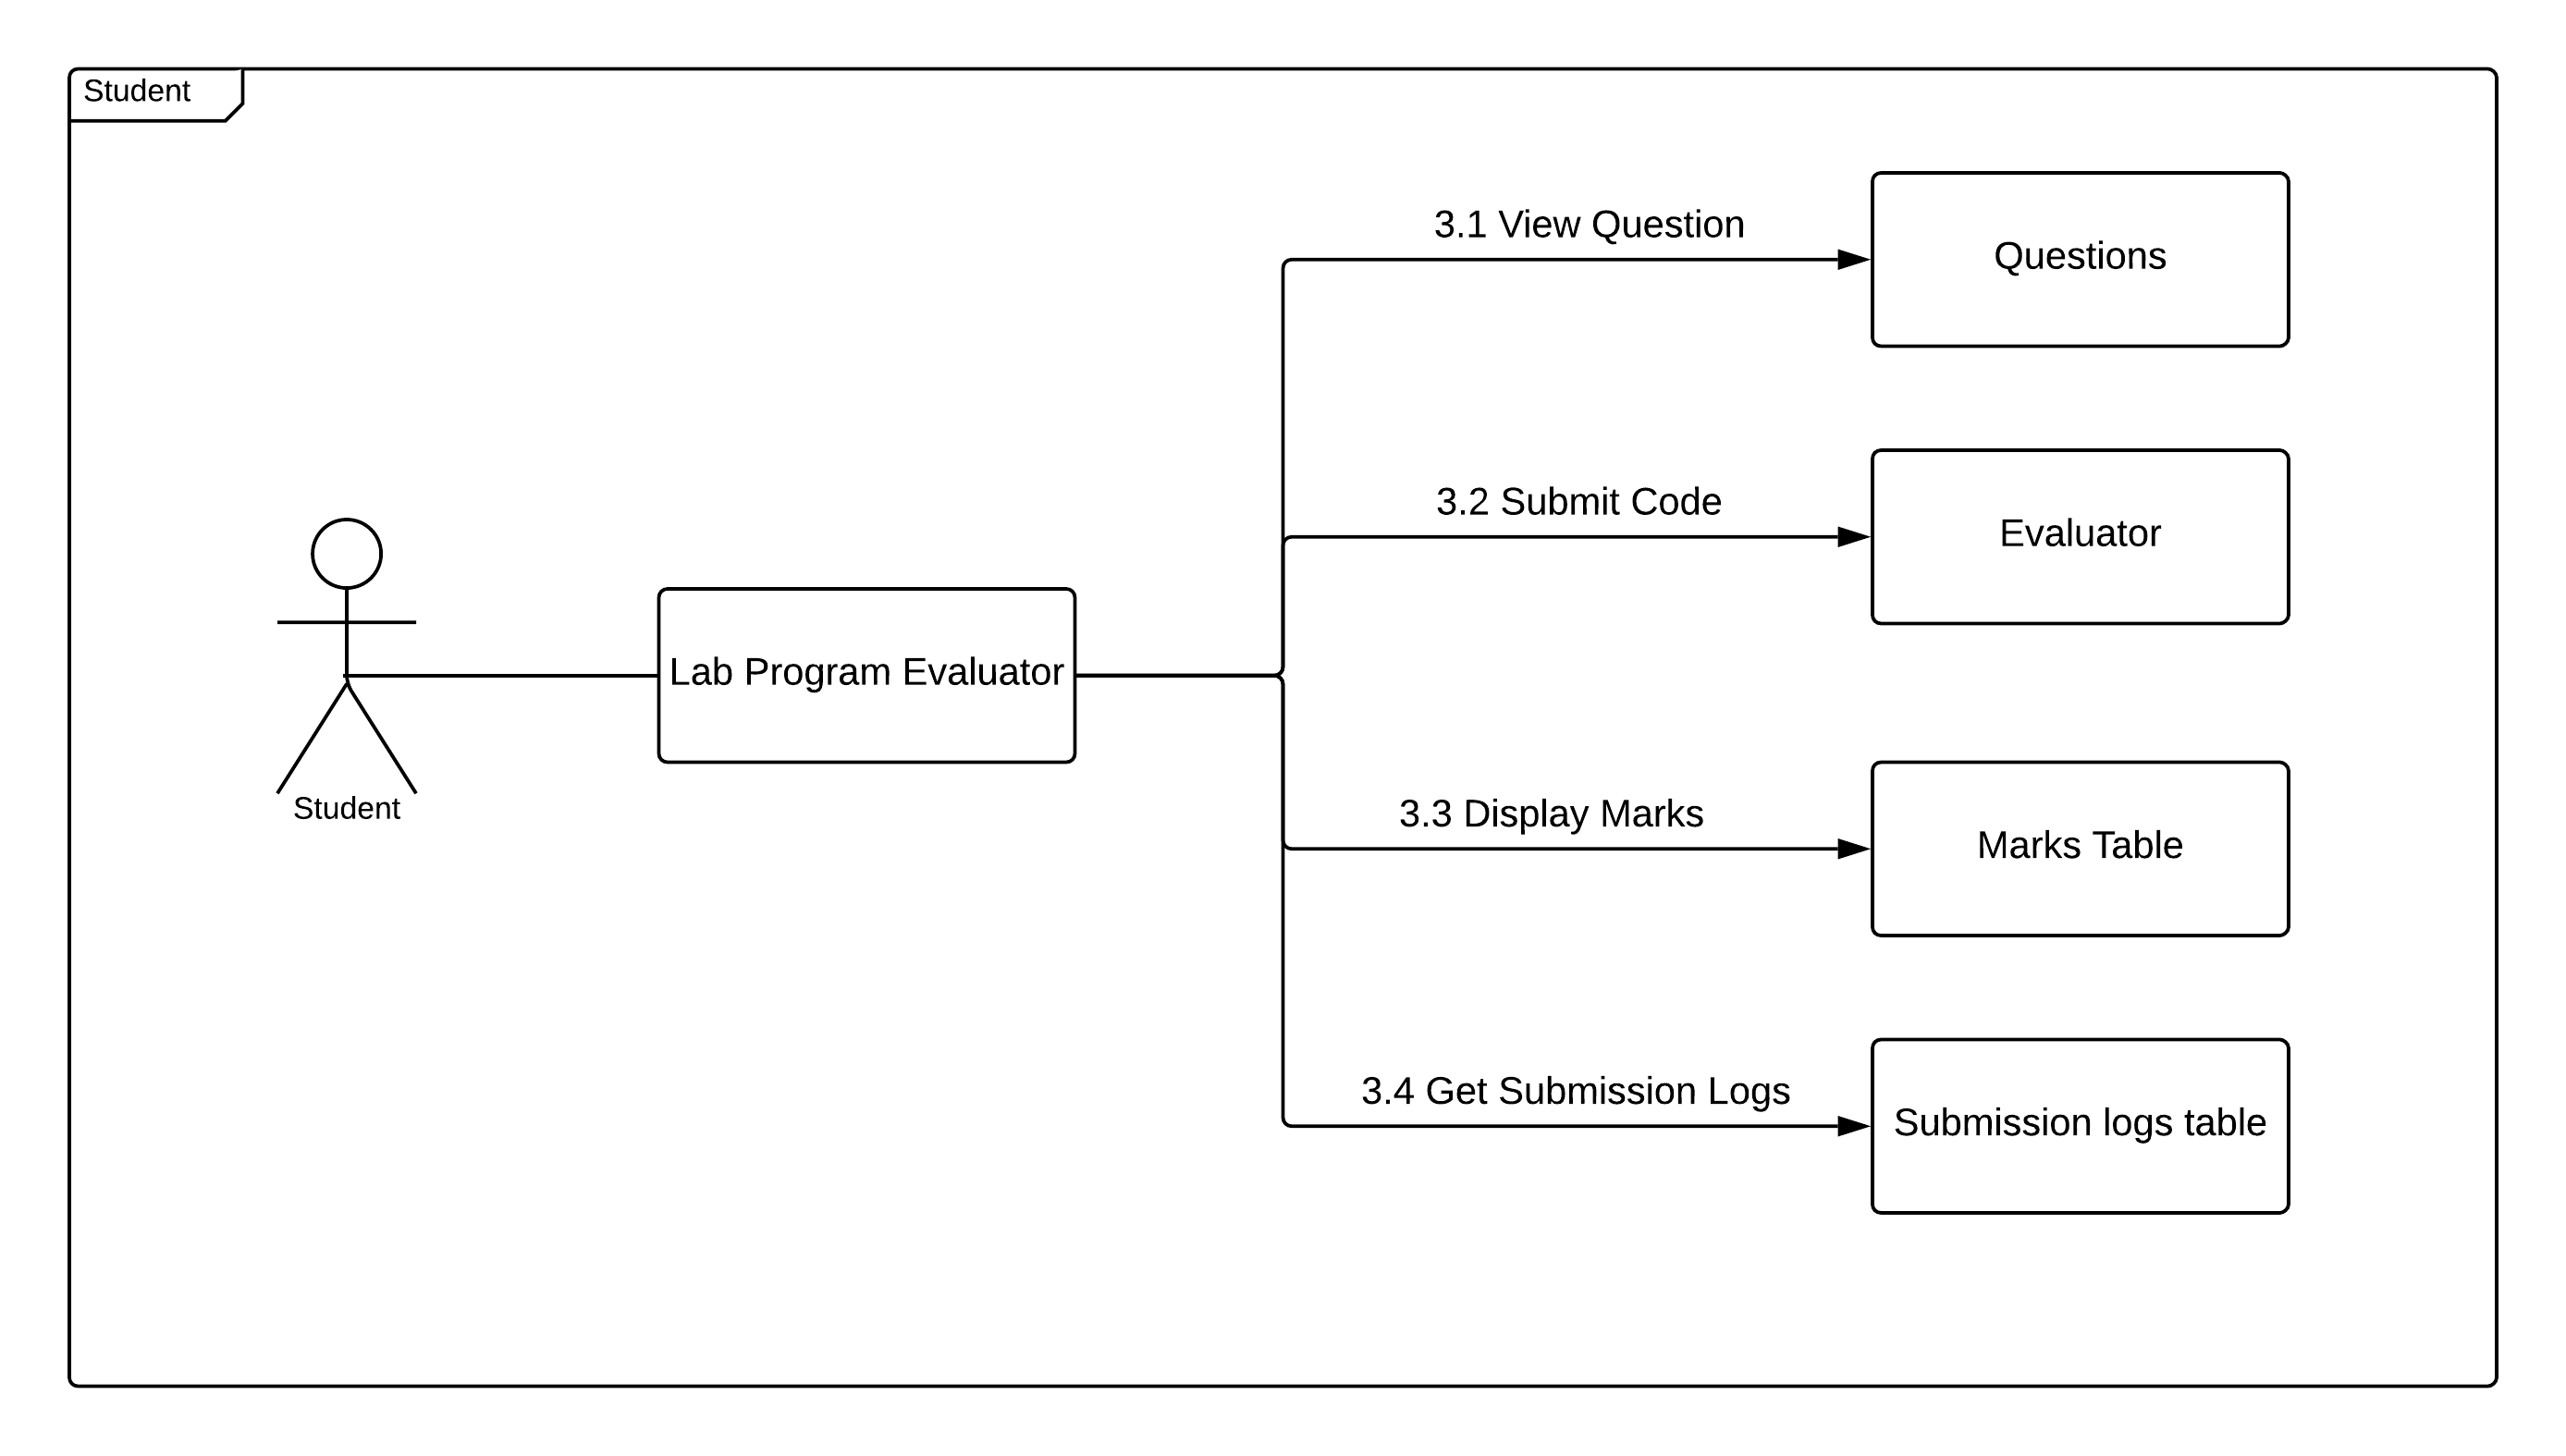 Student
3.1 View Question
Questions
3.2 Submit Code
Evaluator
Lab Program Evaluator
Student
3.3 Display Marks
Marks Table
3.4 Get Submission Logs
Submission logs table